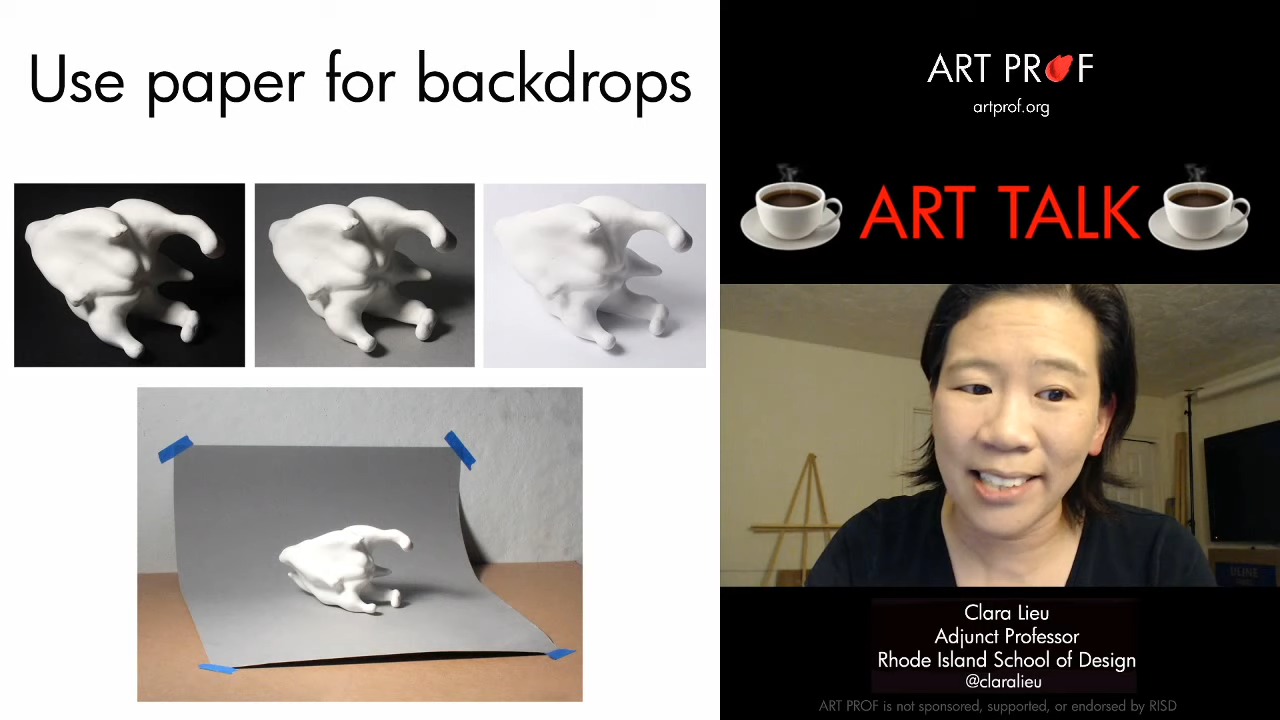 Use paper for backdrops
ART PROF
artprof.org
ART TALK
Clara Lieu
Adjunct Professor
Rhode Island School of Design
@claralieu
ART PROF is not sponsored, supported, or endorsed by RISD